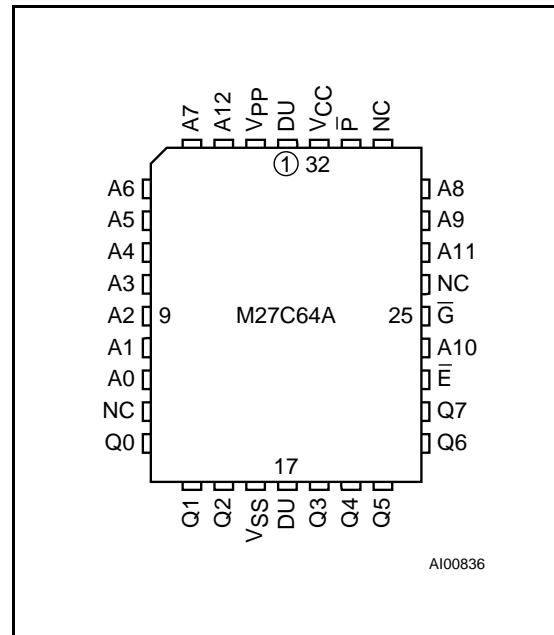 A7 A12 VPP DU VCC P̅ NC
① 32
A6 A8
A5 A9
A4 A11
A3 NC
A2 9 M27C64A 25 G̅
A1 A10
A0 E̅
NC Q7
Q0 Q6
17
Q1 Q2 VSS DU Q3 Q4 Q5
AI00836